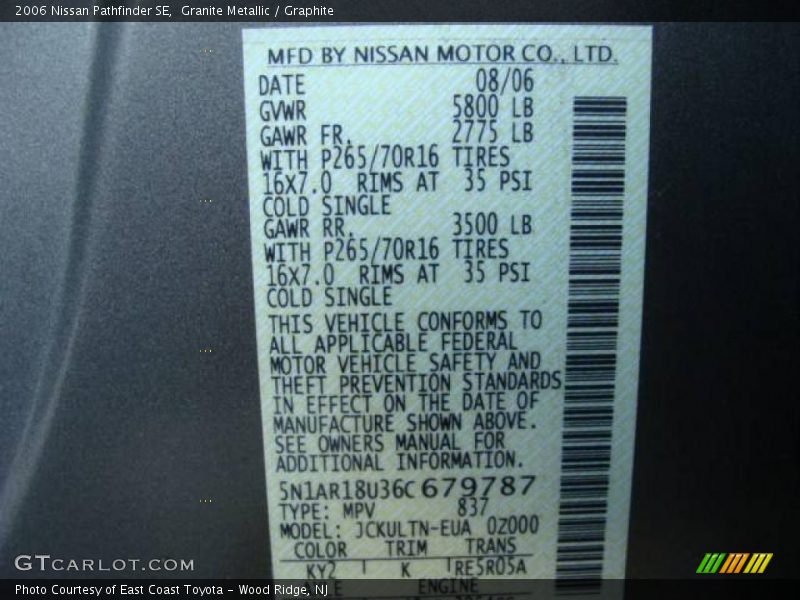 2006 Nissan Pathfinder SE,  Granite Metallic / Graphite
MFD BY NISSAN MOTOR CO., LTD.
DATE 08/06
GVWR 5800 LB
GAWR FR. 2775 LB
WITH P265/70R16 TIRES
16X7.0 RIMS AT 35 PSI
COLD SINGLE
GAWR RR. 3500 LB
WITH P265/70R16 TIRES
16X7.0 RIMS AT 35 PSI
COLD SINGLE
THIS VEHICLE CONFORMS TO
ALL APPLICABLE FEDERAL
MOTOR VEHICLE SAFETY AND
THEFT PREVENTION STANDARDS
IN EFFECT ON THE DATE OF
MANUFACTURE SHOWN ABOVE.
SEE OWNERS MANUAL FOR
ADDITIONAL INFORMATION.
5N1AR18U36C679787
TYPE: MPV 837
MODEL: JCKULTN-EUA 0Z000
COLOR TRIM TRANS
KY2 K RE5R05A
ENGINE
GTCARLOT.COM
Photo Courtesy of East Coast Toyota - Wood Ridge, NJ